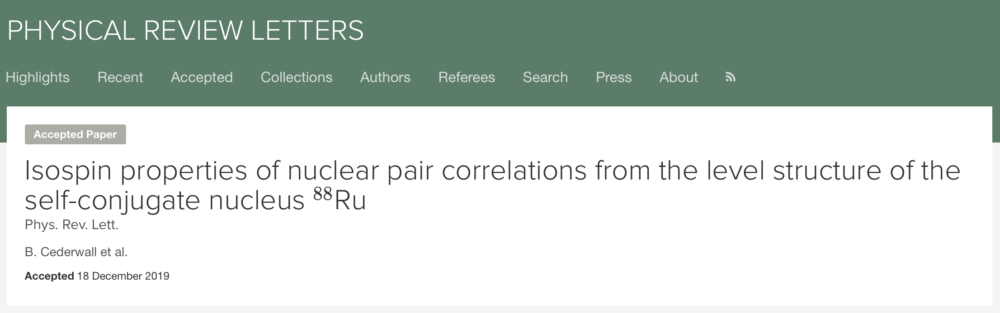 PHYSICAL REVIEW LETTERS
Highlights Recent Accepted Collections Authors Referees Search Press About
Accepted Paper
Isospin properties of nuclear pair correlations from the level structure of the
self-conjugate nucleus ⁸⁸Ru
Phys. Rev. Lett.
B. Cederwall et al.
Accepted 18 December 2019